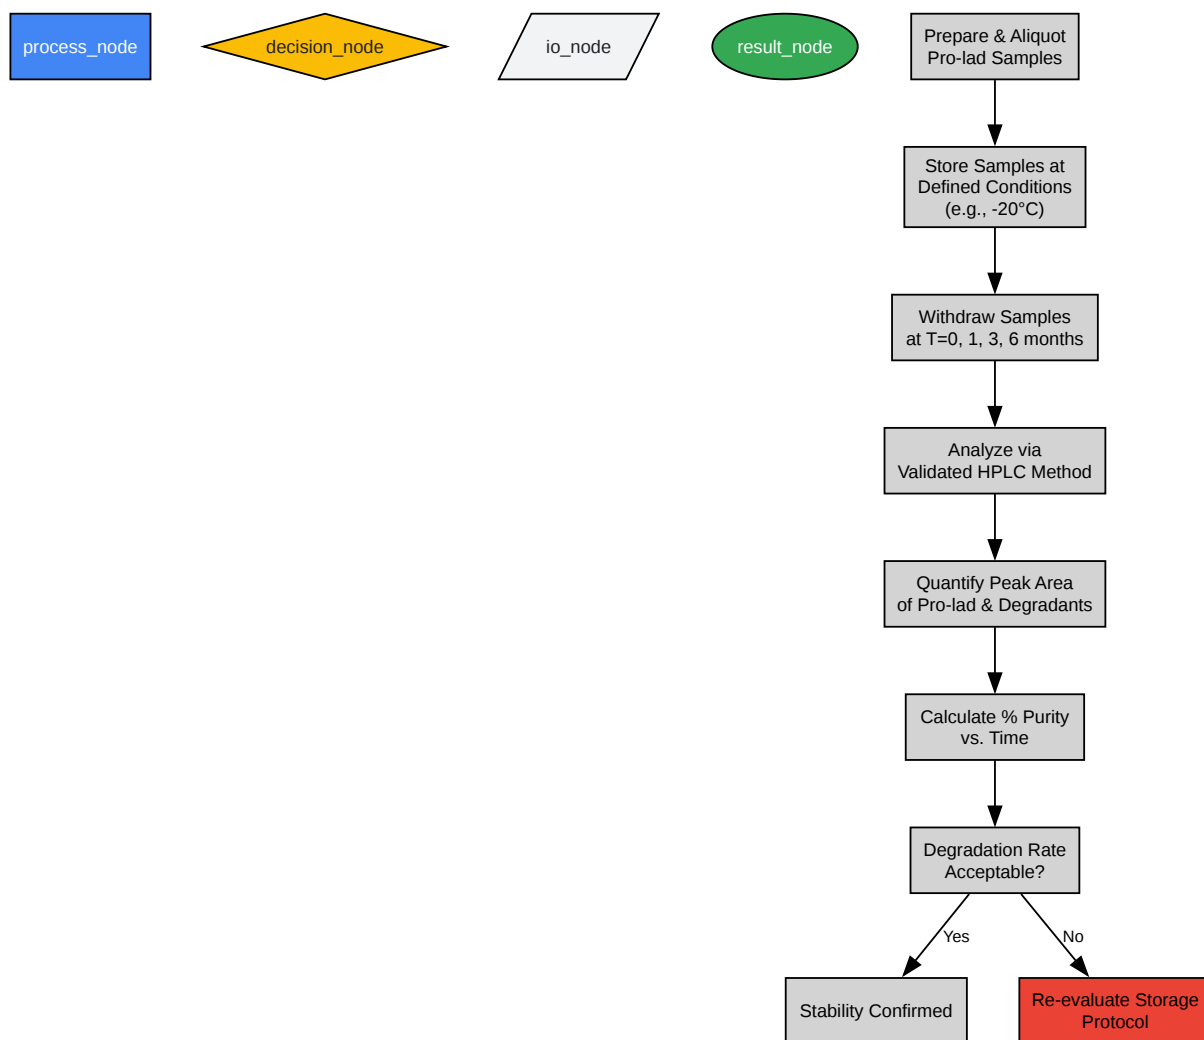 process_node
decision_node
io_node
result_node
Prepare & Aliquot
Pro-lad Samples
Store Samples at
Defined Conditions
(e.g., -20°C)
Withdraw Samples
at T=0, 1, 3, 6 months
Analyze via
Validated HPLC Method
Quantify Peak Area
of Pro-lad & Degradants
Calculate % Purity
vs. Time
Degradation Rate
Acceptable?
Yes
No
Stability Confirmed
Re-evaluate Storage
Protocol